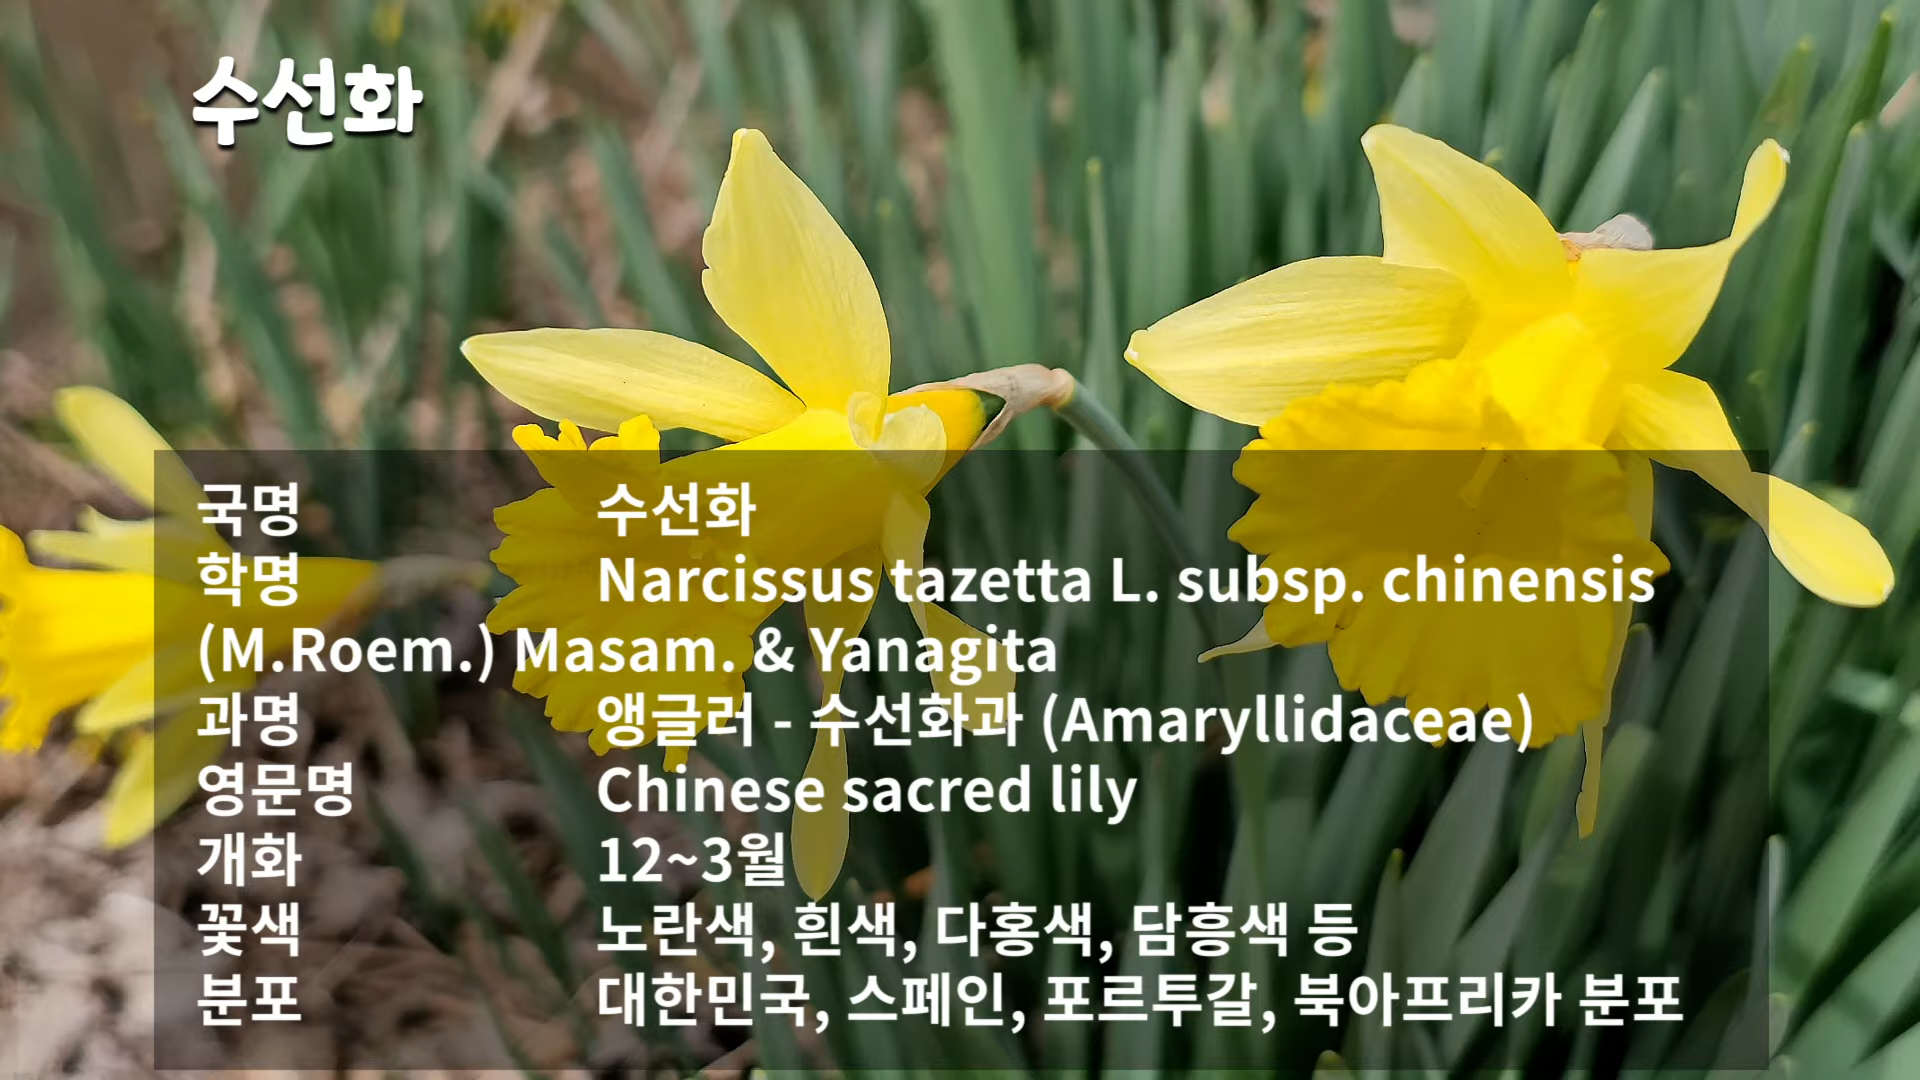 수선화
국명 수선화
학명 Narcissus tazetta L. subsp. chinensis
(M.Roem.) Masam. & Yanagita
과명 앵글러 - 수선화과 (Amaryllidaceae)
영문명 Chinese sacred lily
개화 12~3월
꽃색 노란색, 흰색, 다홍색, 담흥색 등
분포 대한민국, 스페인, 포르투갈, 북아프리카 분포